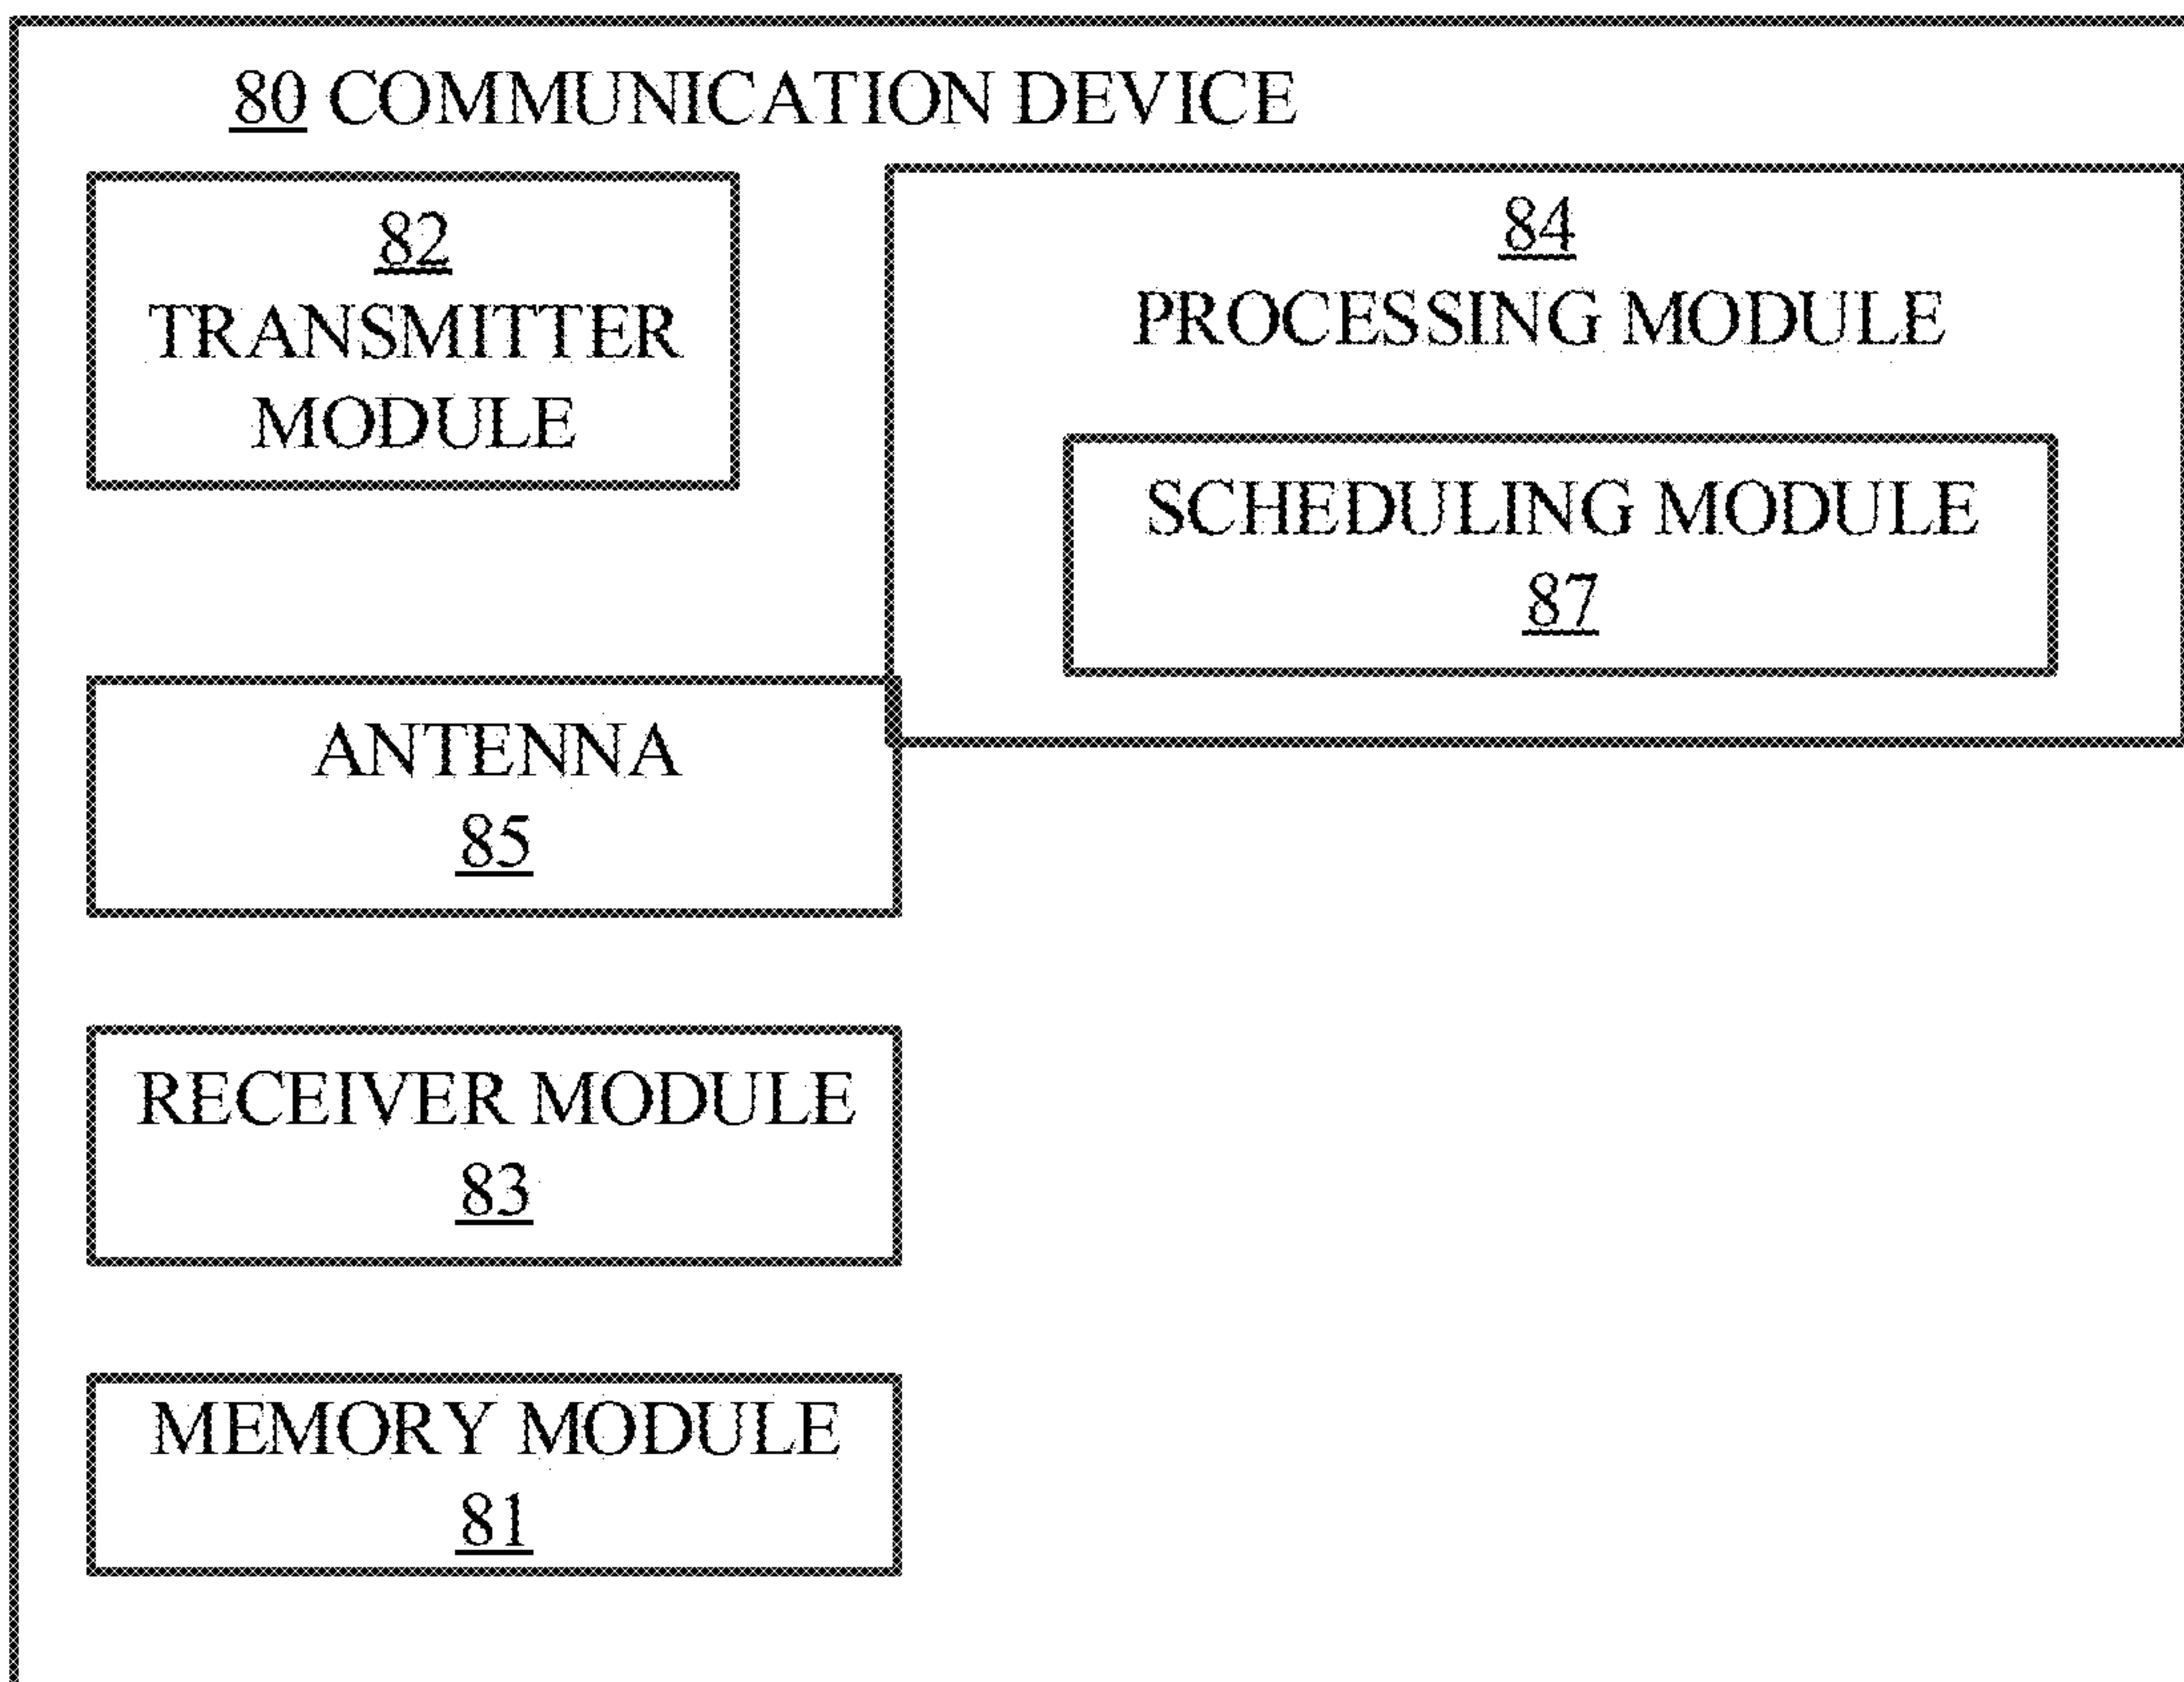 80 COMMUNICATION DEVICE
82
TRANSMITTER
MODULE
84
PROCESSING MODULE
SCHEDULING MODULE
87
ANTENNA
85
RECEIVER MODULE
83
MEMORY MODULE
81